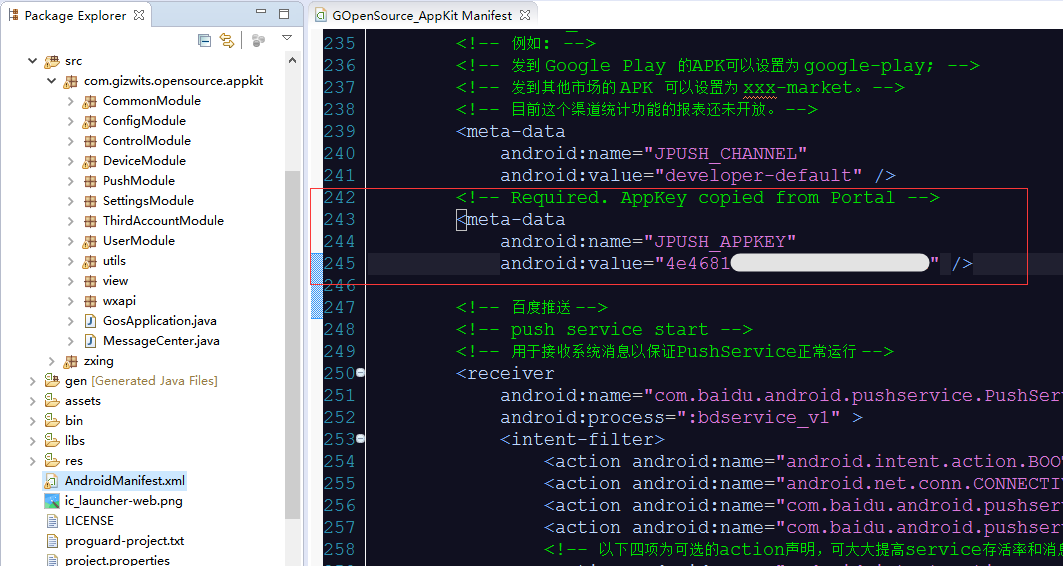 Package Explorer
src
com.gizwits.opensource.appkit
CommonModule
ConfigModule
ControlModule
DeviceModule
PushModule
SettingsModule
ThirdAccountModule
UserModule
utils
view
wxapi
GosApplication.java
MessageCenter.java
zxing
gen [Generated Java Files]
assets
bin
libs
res
AndroidManifest.xml
ic_launcher-web.png
LICENSE
proguard-project.txt
project.properties
GOpenSource_AppKit Manifest
235 <!-- 例如: -->
236 <!-- 发到 Google Play 的APK可以设置为 google-play; -->
237 <!-- 发到其他市场的 APK 可以设置为 xxx-market。 -->
238 <!-- 目前这个渠道统计功能的报表还未开放。 -->
239 <meta-data
240 android:name="JPUSH_CHANNEL"
241 android:value="developer-default" />
242 <!-- Required. AppKey copied from Portal -->
243 <meta-data
244 android:name="JPUSH_APPKEY"
245 android:value="4e4681 " />
246
247 <!-- 百度推送 -->
248 <!-- push service start -->
249 <!-- 用于接收系统消息以保证PushService正常运行 -->
250 <receiver
251 android:name="com.baidu.android.pushservice.PushSer
252 android:process=":bdservice_v1" >
253 <intent-filter>
254 <action android:name="android.intent.action.BOO
255 <action android:name="android.net.conn.CONNECTI
256 <action android:name="com.baidu.android.pushser
257 <action android:name="com.baidu.android.pushser
258 <!-- 以下四项为可选的action声明，可大大提高service存活率和消息